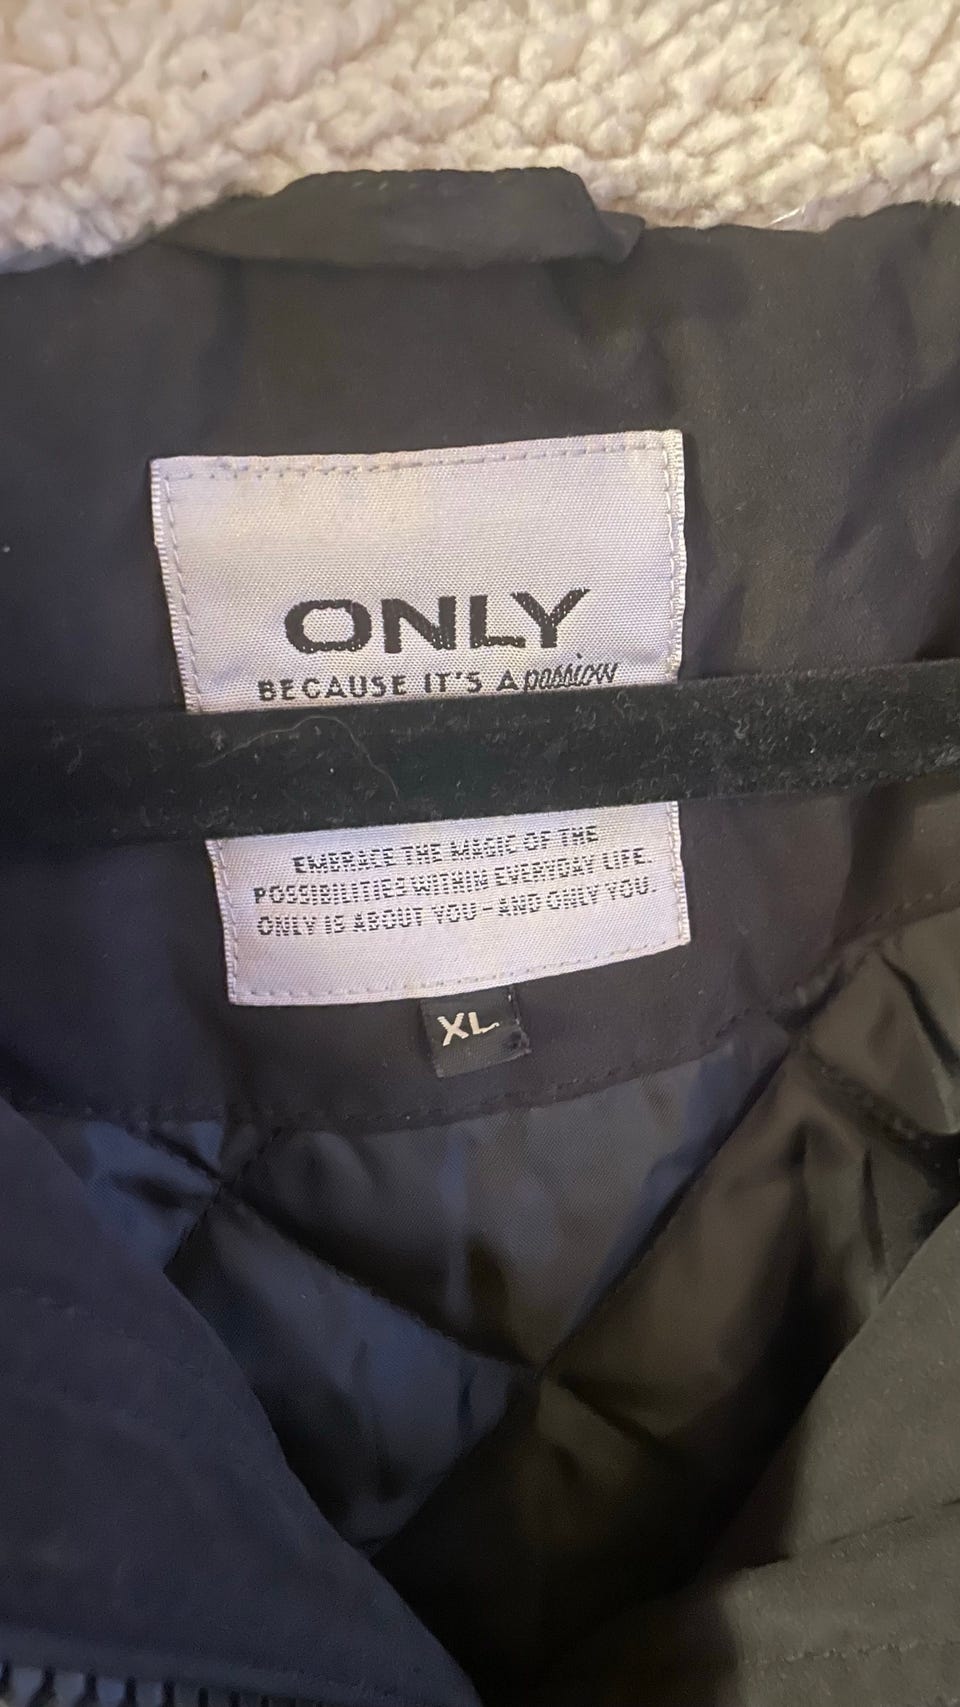 ONLY
BECAUSE IT'S A passion
EMBRACE THE MAGIC OF THE
POSSIBILITIES WITHIN EVERYDAY LIFE.
ONLY IS ABOUT YOU - AND ONLY YOU.
XL